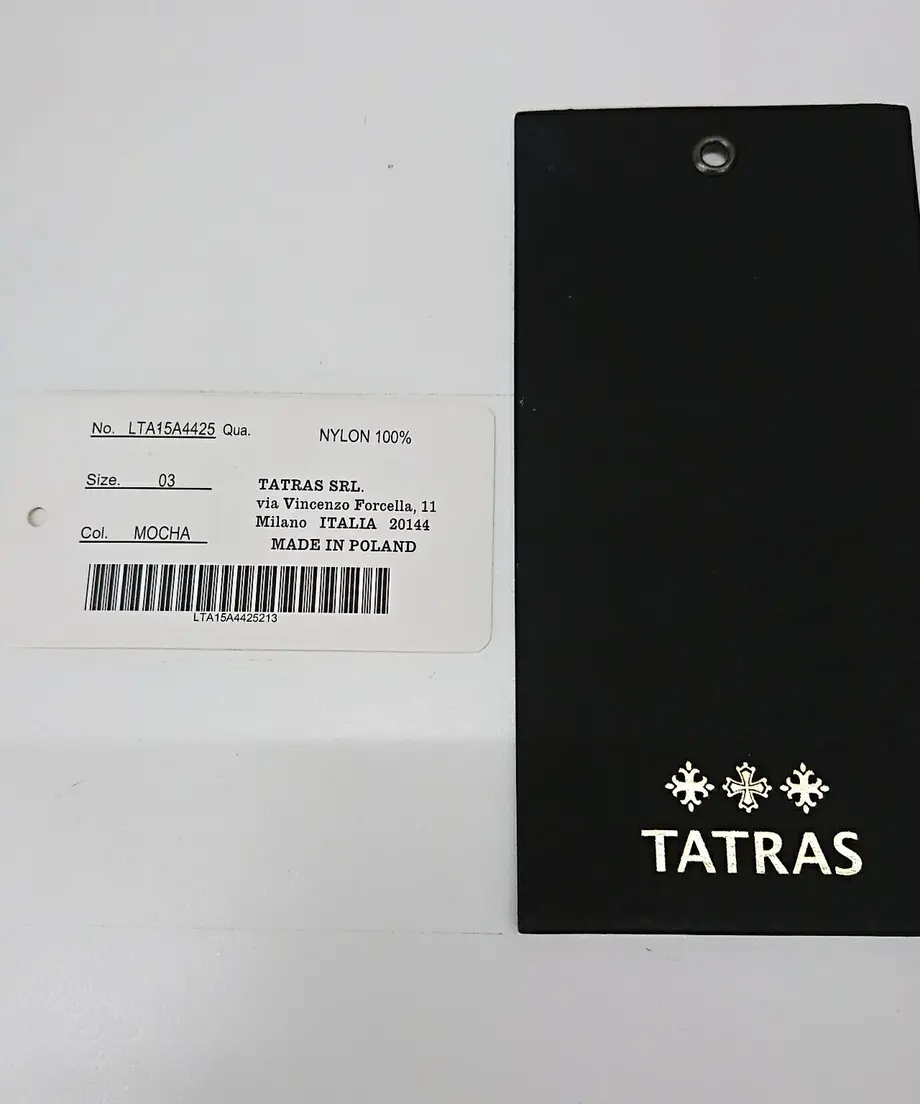 No. LTA15A4425 Qua. NYLON 100%
Size. 03
TATRAS SRL.
via Vincenzo Forcella, 11
Milano ITALIA 20144
Col. MOCHA
MADE IN POLAND
LTA15A4425213
TATRAS